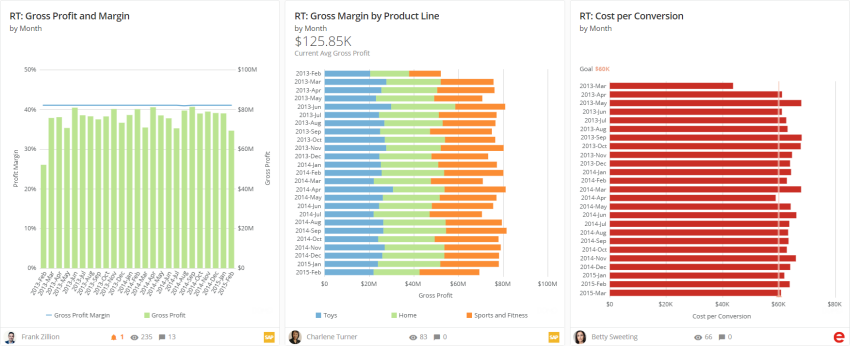 RT: Gross Profit and Margin
by Month
50%
40%
30%
20%
10%
0%
Profit Margin
$100M
$80M
$60M
$40M
$20M
$0
Gross Profit
2013-Feb
2013-Mar
2013-Apr
2013-May
2013-Jun
2013-Jul
2013-Aug
2013-Sep
2013-Oct
2013-Nov
2013-Dec
2014-Jan
2014-Feb
2014-Mar
2014-Apr
2014-May
2014-Jun
2014-Jul
2014-Aug
2014-Sep
2014-Oct
2014-Nov
2014-Dec
2015-Jan
2015-Feb
Gross Profit Margin
Gross Profit
Frank Zillion
1
235
13
SAP
RT: Gross Margin by Product Line
by Month
$125.85K
Current Avg Gross Profit
2013-Feb
2013-Mar
2013-Apr
2013-May
2013-Jun
2013-Jul
2013-Aug
2013-Sep
2013-Oct
2013-Nov
2013-Dec
2014-Jan
2014-Feb
2014-Mar
2014-Apr
2014-May
2014-Jun
2014-Jul
2014-Aug
2014-Sep
2014-Oct
2014-Nov
2014-Dec
2015-Jan
2015-Feb
$0
$20M
$40M
$60M
$80M
$100M
Gross Profit
Toys
Home
Sports and Fitness
Charlene Turner
83
0
SAP
RT: Cost per Conversion
by Month
Goal $60K
2013-Mar
2013-Apr
2013-May
2013-Jun
2013-Jul
2013-Aug
2013-Sep
2013-Oct
2013-Nov
2013-Dec
2014-Jan
2014-Feb
2014-Mar
2014-Apr
2014-May
2014-Jun
2014-Jul
2014-Aug
2014-Sep
2014-Oct
2014-Nov
2014-Dec
2015-Jan
2015-Feb
2015-Mar
$0
$20K
$40K
$60K
$80K
Cost per Conversion
Betty Sweeting
66
0
e